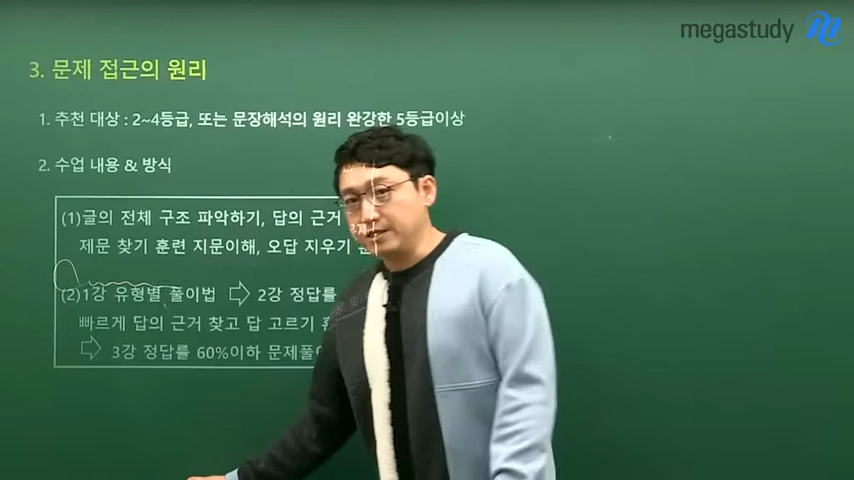 megastudy
3. 문제 접근의 원리
1. 추천 대상 : 2~4등급, 또는 문장해석의 원리 완강한 5등급이상
2. 수업 내용 & 방식
(1)글의 전체 구조 파악하기, 답의 근거
제문 찾기 훈련 지문이해, 오답 지우기
(2)1강 유형별 풀이법 ⇨ 2강 정답률
빠르게 답의 근거 찾고 답 고르기
⇨ 3강 정답률 60%이하